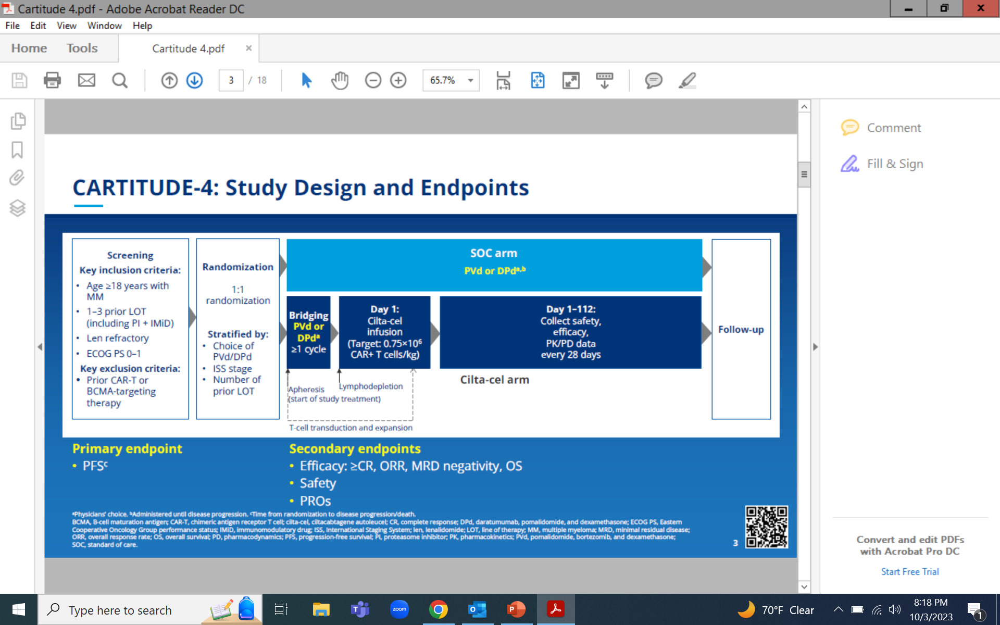 Cartitude 4.pdf - Adobe Acrobat Reader DC
File Edit View Window Help
Home Tools Cartitude 4.pdf ×
3 / 18 65.7%
Comment
Fill & Sign
CARTITUDE-4: Study Design and Endpoints
Screening
Key inclusion criteria:
• Age ≥18 years with
MM
• 1–3 prior LOT
(including PI + IMiD)
• Len refractory
• ECOG PS 0–1
Key exclusion criteria:
• Prior CAR-T or
BCMA-targeting
therapy
Randomization
1:1
randomization
Stratified by:
• Choice of
PVd/DPd
• ISS stage
• Number of
prior LOT
SOC arm
PVd or DPdᵃ,ᵇ
Bridging
PVd or
DPdᵃ
≥1 cycle
Day 1:
Cilta-cel
infusion
(Target: 0.75×10⁶
CAR+ T cells/kg)
Day 1–112:
Collect safety,
efficacy,
PK/PD data
every 28 days
Follow-up
Cilta-cel arm
Apheresis
(start of study treatment)
Lymphodepletion
T-cell transduction and expansion
Primary endpoint
• PFSᶜ
Secondary endpoints
• Efficacy: ≥CR, ORR, MRD negativity, OS
• Safety
• PROs
ᵃPhysicians' choice. ᵇAdministered until disease progression. ᶜTime from randomization to disease progression/death.
BCMA, B-cell maturation antigen; CAR-T, chimeric antigen receptor T cell; cilta-cel, ciltacabtagene autoleucel; CR, complete response; DPd, daratumumab, pomalidomide, and dexamethasone; ECOG PS, Eastern
Cooperative Oncology Group performance status; IMiD, immunomodulatory drug; ISS, International Staging System; len, lenalidomide; LOT, line of therapy; MM, multiple myeloma; MRD, minimal residual disease;
ORR, overall response rate; OS, overall survival; PD, pharmacodynamics; PFS, progression-free survival; PI, proteasome inhibitor; PK, pharmacokinetics; PVd, pomalidomide, bortezomib, and dexamethasone;
SOC, standard of care.
3
Convert and edit PDFs
with Acrobat Pro DC
Start Free Trial
Type here to search
zoom
70°F Clear
8:18 PM
10/3/2023
1